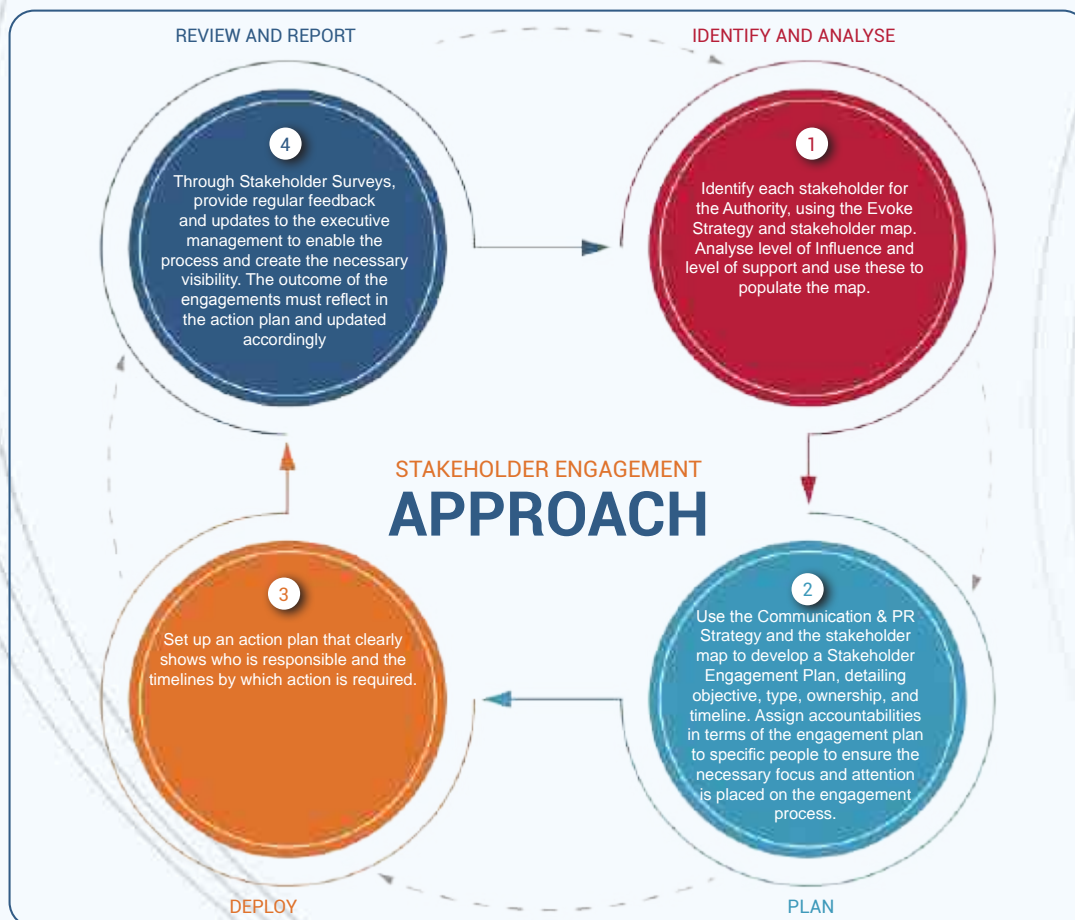 REVIEW AND REPORT
IDENTIFY AND ANALYSE
4
Through Stakeholder Surveys,
provide regular feedback
and updates to the executive
management to enable the
process and create the necessary
visibility. The outcome of the
engagements must reflect in
the action plan and updated
accordingly
1
Identify each stakeholder for
the Authority, using the Evoke
Strategy and stakeholder map.
Analyse level of Influence and
level of support and use these to
populate the map.
STAKEHOLDER ENGAGEMENT
APPROACH
3
Set up an action plan that clearly
shows who is responsible and the
timelines by which action is required.
2
Use the Communication & PR
Strategy and the stakeholder
map to develop a Stakeholder
Engagement Plan, detailing
objective, type, ownership, and
timeline. Assign accountabilities
in terms of the engagement plan
to specific people to ensure the
necessary focus and attention
is placed on the engagement
process.
DEPLOY
PLAN